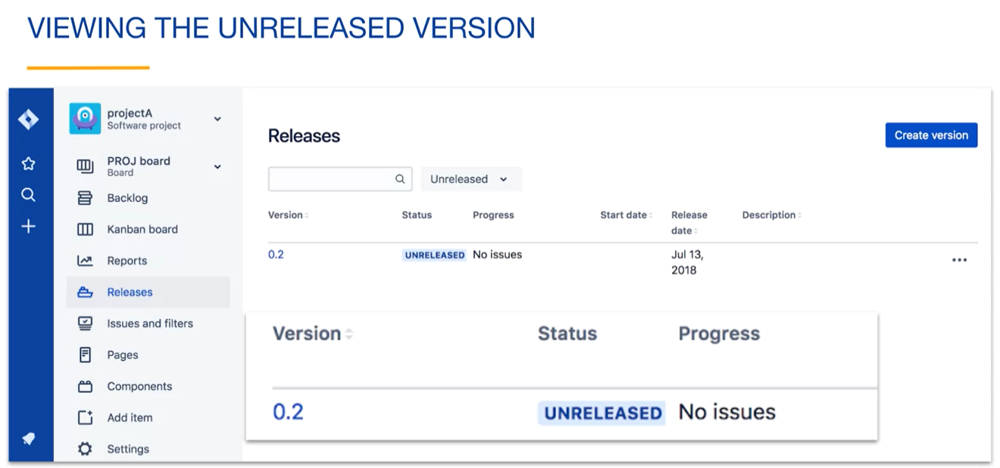 VIEWING THE UNRELEASED VERSION
projectA
Software project
PROJ board
Board
Backlog
Kanban board
Reports
Releases
Issues and filters
Pages
Components
Add item
Settings
Releases
Create version
Unreleased
Version Status Progress Start date Release date Description
0.2 UNRELEASED No issues Jul 13, 2018
Version Status Progress
0.2 UNRELEASED No issues